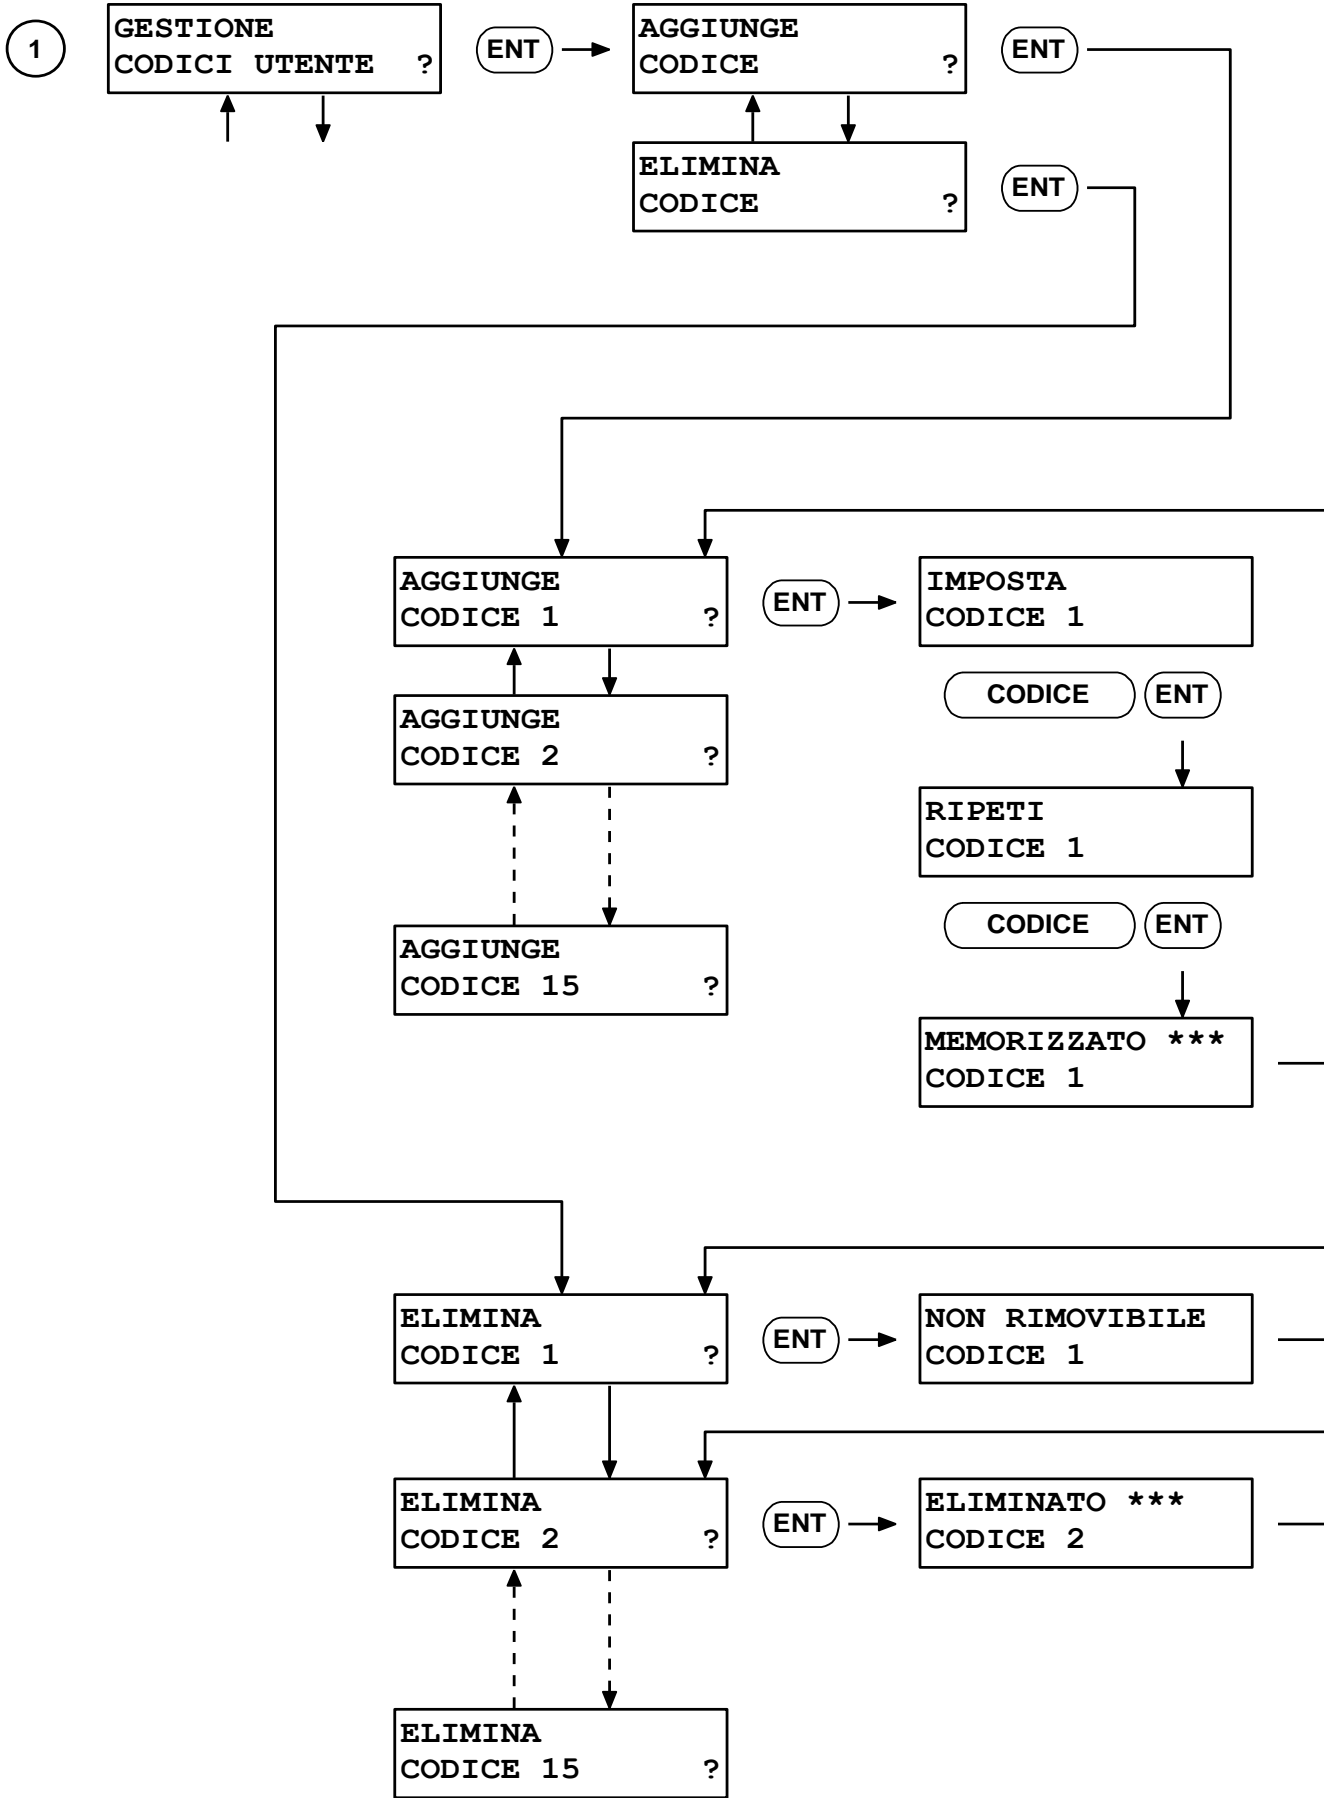 1
GESTIONE
CODICI UTENTE ?
ENT
AGGIUNGE
CODICE ?
ENT
ELIMINA
CODICE ?
ENT
AGGIUNGE
CODICE 1 ?
ENT
IMPOSTA
CODICE 1
CODICE ENT
AGGIUNGE
CODICE 2 ?
RIPETI
CODICE 1
CODICE ENT
AGGIUNGE
CODICE 15 ?
MEMORIZZATO ***
CODICE 1
ELIMINA
CODICE 1 ?
ENT
NON RIMOVIBILE
CODICE 1
ELIMINA
CODICE 2 ?
ENT
ELIMINATO ***
CODICE 2
ELIMINA
CODICE 15 ?